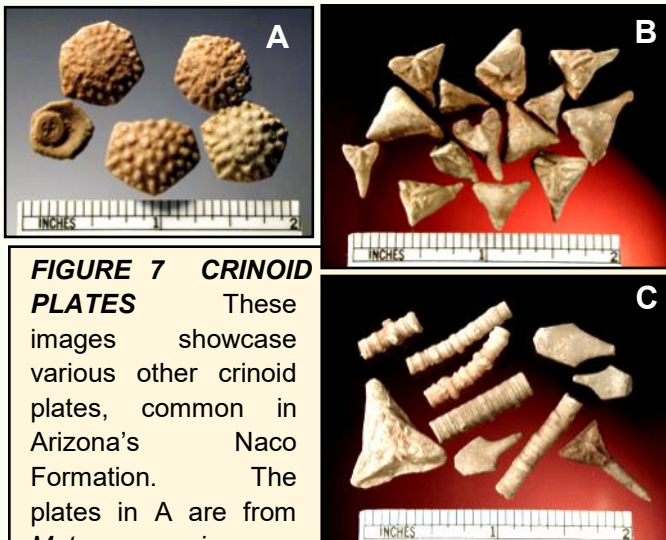 A
INCHES 1 2
B
INCHES 1 2
FIGURE 7 CRINOID
PLATES These
images showcase
various other crinoid
plates, common in
Arizona's Naco
Formation. The
plates in A are from
C
INCHES 1 2